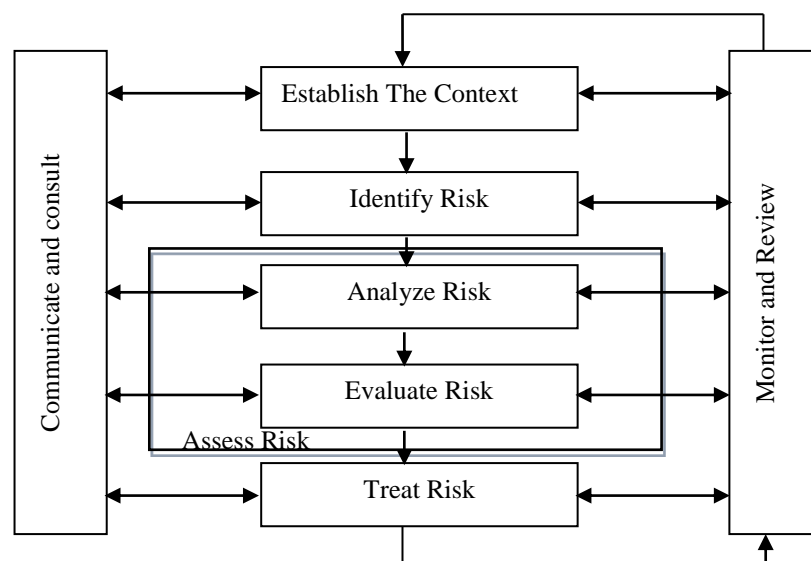 Establish The Context
Communicate and consult
Identify Risk
Monitor and Review
Analyze Risk
Evaluate Risk
Assess Risk
Treat Risk